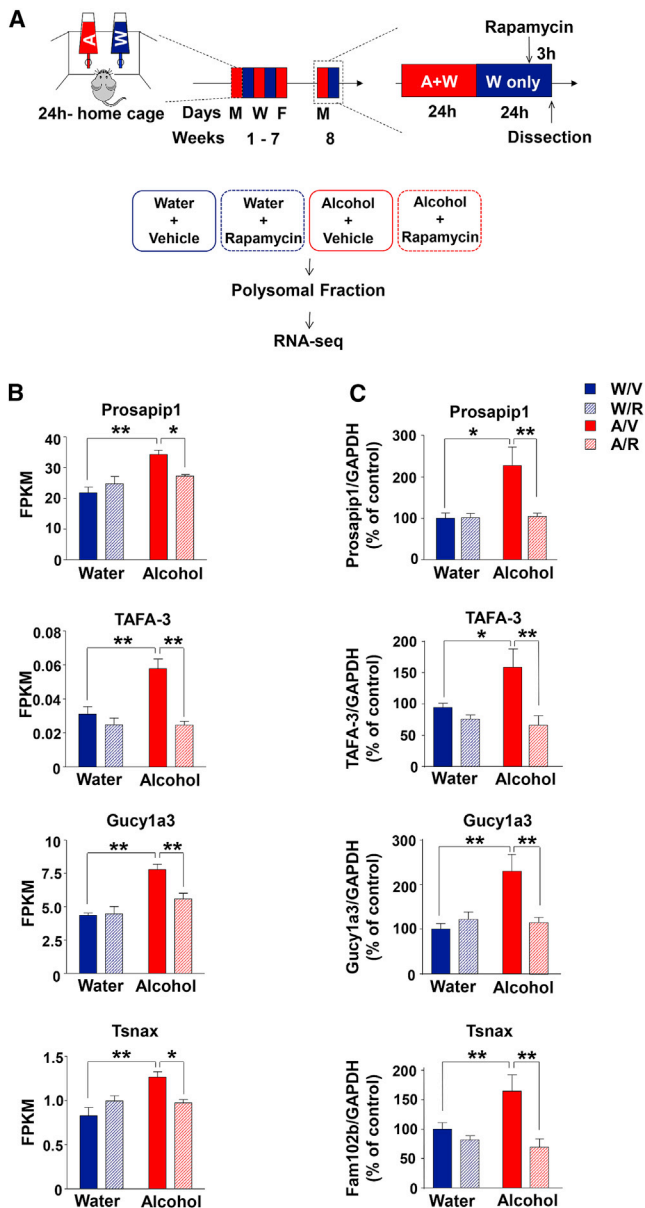 A
A
W
24h- home cage
Days M W F M
Weeks 1 - 7 8
Rapamycin
3h
A+W
W only
24h
24h
Dissection
Water
+
Vehicle
Water
+
Rapamycin
Alcohol
+
Vehicle
Alcohol
+
Rapamycin
Polysomal Fraction
RNA-seq
B
Prosapip1
FPKM
40
30
20
10
0
**
*
Water
Alcohol
TAFA-3
FPKM
0.08
0.06
0.04
0.02
0
**
**
Water
Alcohol
Gucy1a3
FPKM
10
7.5
5.0
2.5
0
**
**
Water
Alcohol
Tsnax
FPKM
1.5
1.0
0.5
0
**
*
Water
Alcohol
C
W/V
W/R
A/V
A/R
Prosapip1
Prosapip1/GAPDH
(% of control)
300
200
100
0
*
**
Water
Alcohol
TAFA-3
TAFA-3/GAPDH
(% of control)
200
150
100
50
0
*
**
Water
Alcohol
Gucy1a3
Gucy1a3/GAPDH
(% of control)
300
200
100
0
**
**
Water
Alcohol
Tsnax
Fam102b/GAPDH
(% of control)
200
150
100
50
0
**
**
Water
Alcohol